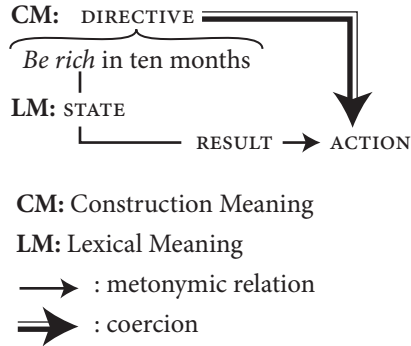 CM: DIRECTIVE
Be rich in ten months
LM: STATE
RESULT ACTION
CM: Construction Meaning
LM: Lexical Meaning
: metonymic relation
: coercion